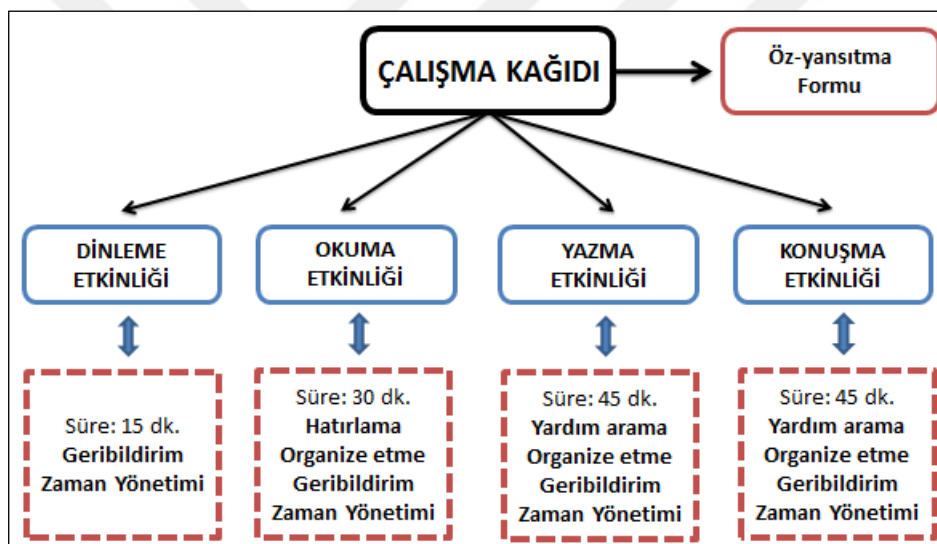 ÇALIŞMA KAĞIDI
Öz-yansıtma
Formu
DİNLEME
ETKİNLİĞİ
OKUMA
ETKİNLİĞİ
YAZMA
ETKİNLİĞİ
KONUŞMA
ETKİNLİĞİ
Süre: 15 dk.
Geribildirim
Zaman Yönetimi
Süre: 30 dk.
Hatırlama
Organize etme
Geribildirim
Zaman Yönetimi
Süre: 45 dk.
Yardım arama
Organize etme
Geribildirim
Zaman Yönetimi
Süre: 45 dk.
Yardım arama
Organize etme
Geribildirim
Zaman Yönetimi